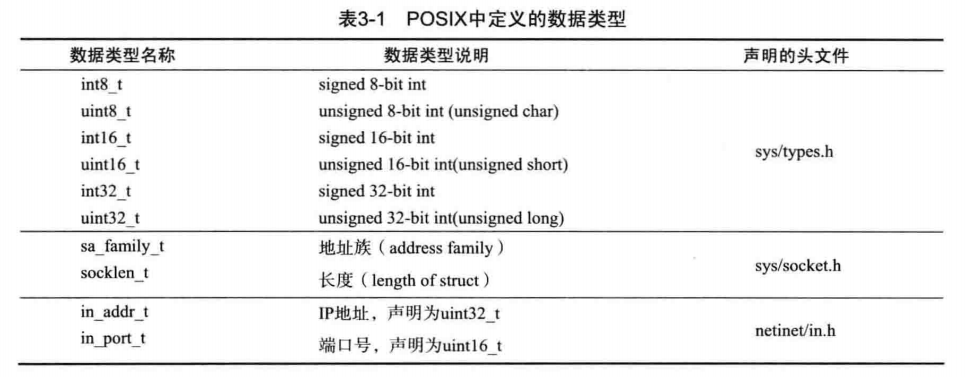 表3-1 POSIX中定义的数据类型
数据类型名称 数据类型说明 声明的头文件
int8_t signed 8-bit int
uint8_t unsigned 8-bit int (unsigned char)
int16_t signed 16-bit int
sys/types.h
uint16_t unsigned 16-bit int(unsigned short)
int32_t signed 32-bit int
uint32_t unsigned 32-bit int(unsigned long)
sa_family_t 地址族（address family）
sys/socket.h
socklen_t 长度（length of struct）
in_addr_t IP地址，声明为uint32_t
netinet/in.h
in_port_t 端口号，声明为uint16_t